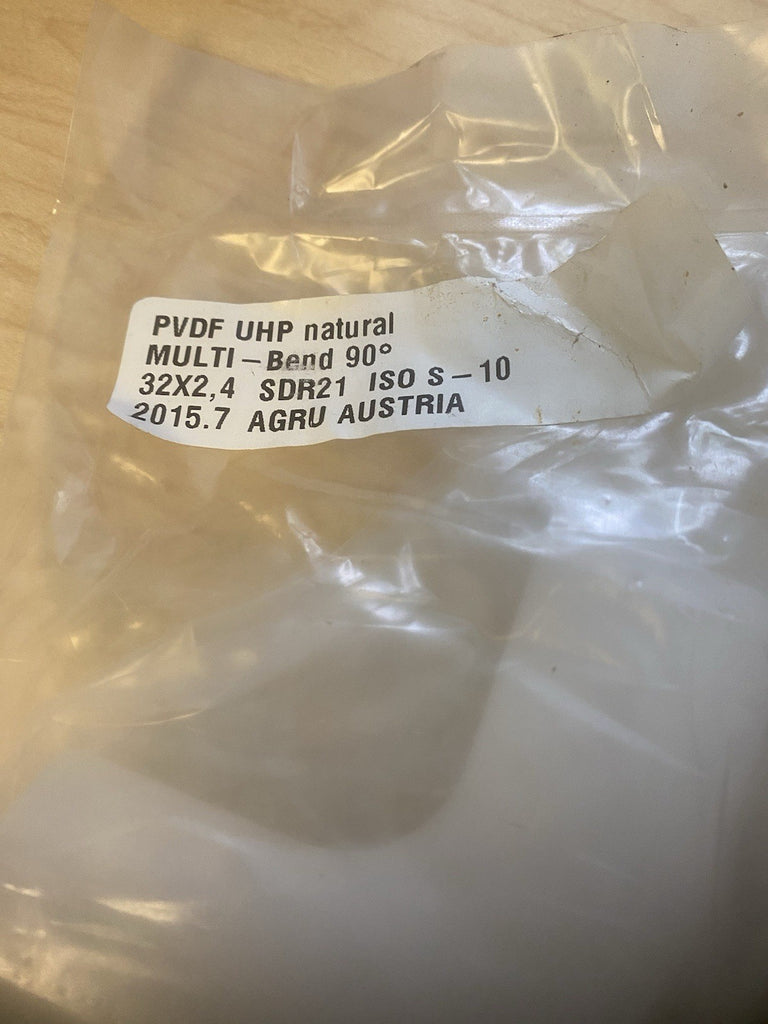 PVDF UHP natural
MULTI – Bend 90°
32X2,4 SDR21 ISO S – 10
2015.7 AGRU AUSTRIA